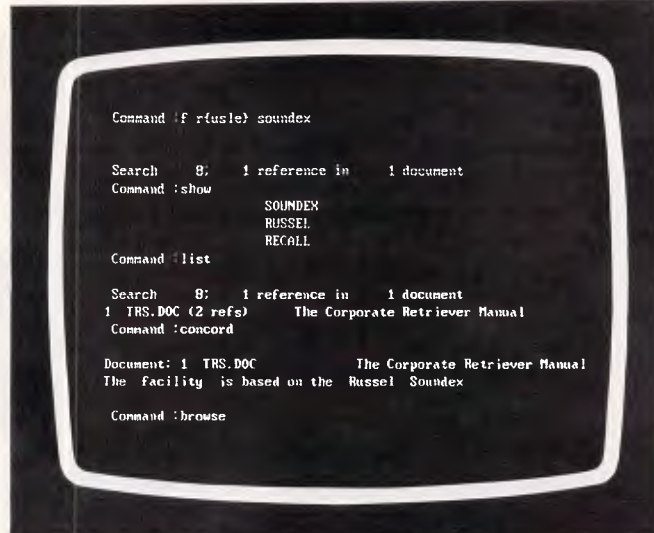 Command :f r{usle} soundex
Search 8; 1 reference in 1 document
Command :show
SOUNDEX
RUSSEL
RECALL
Command :list
Search 8; 1 reference in 1 document
1 TRS.DOC (2 refs) The Corporate Retriever Manual
Command :concord
Document: 1 TRS.DOC The Corporate Retriever Manual
The facility is based on the Russel Soundex
Command :browse